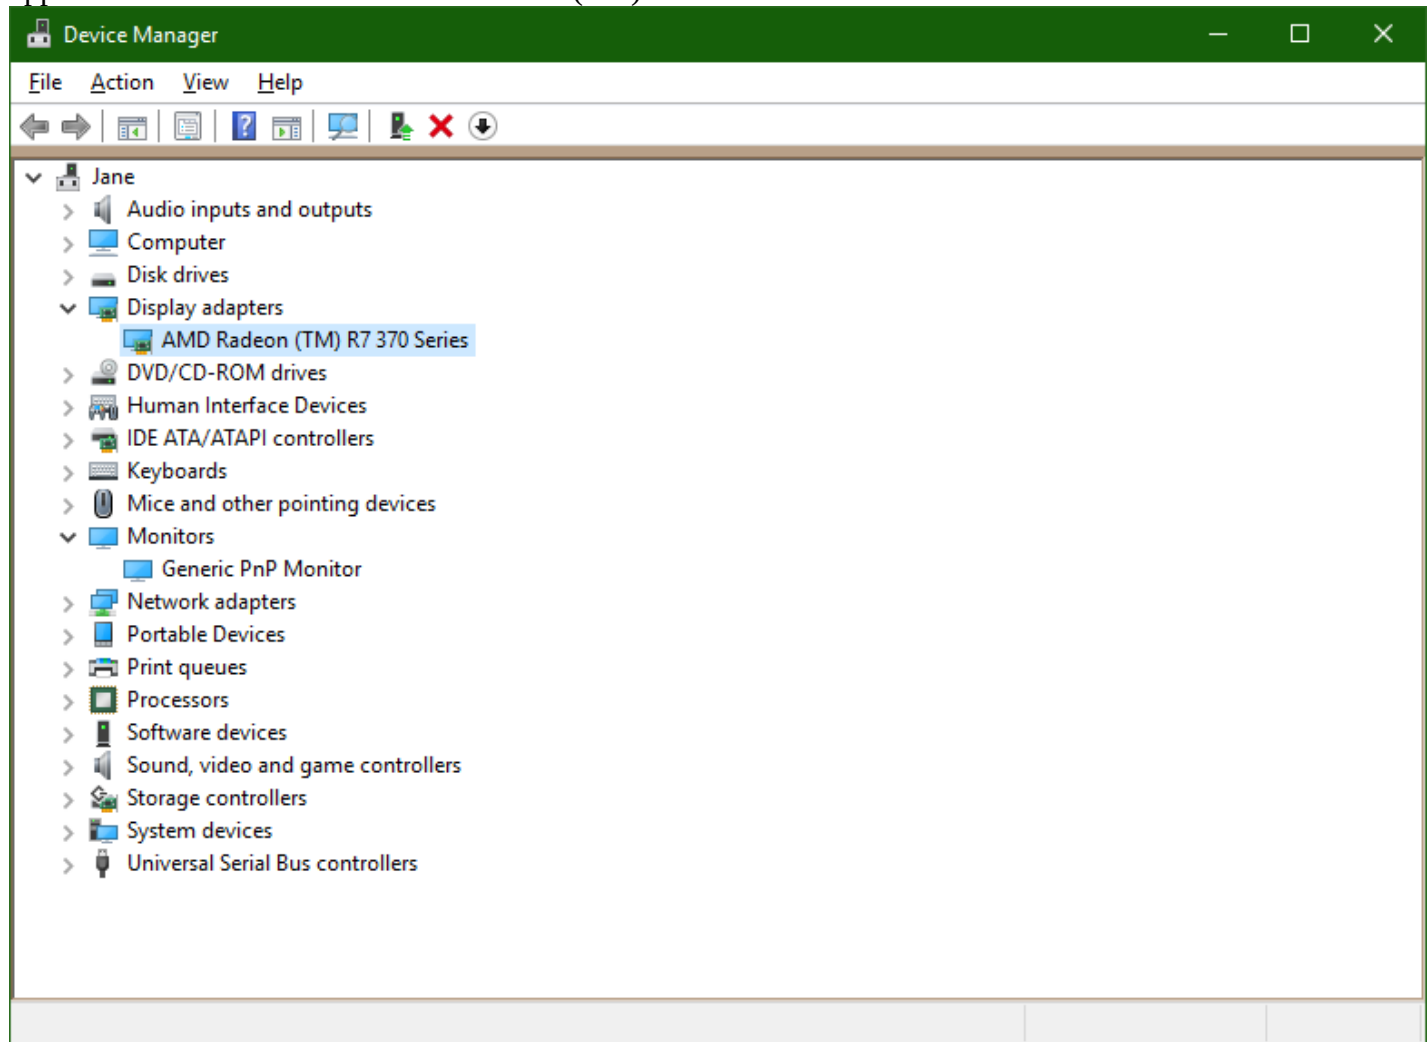 Device Manager
File Action View Help
Jane
Audio inputs and outputs
Computer
Disk drives
Display adapters
AMD Radeon (TM) R7 370 Series
DVD/CD-ROM drives
Human Interface Devices
IDE ATA/ATAPI controllers
Keyboards
Mice and other pointing devices
Monitors
Generic PnP Monitor
Network adapters
Portable Devices
Print queues
Processors
Software devices
Sound, video and game controllers
Storage controllers
System devices
Universal Serial Bus controllers